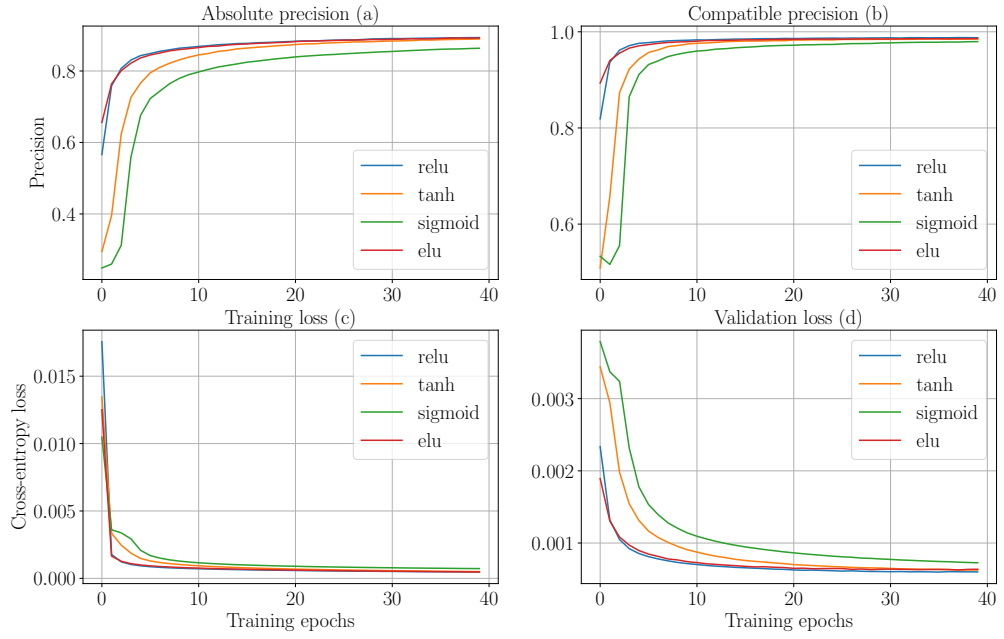 Absolute precision (a)
Precision
0.8
0.6
0.4
0
10
20
30
40
relu
tanh
sigmoid
elu
Compatible precision (b)
1.0
0.8
0.6
0
10
20
30
40
relu
tanh
sigmoid
elu
Training loss (c)
Cross-entropy loss
0.015
0.010
0.005
0.000
0
10
20
30
40
Training epochs
relu
tanh
sigmoid
elu
Validation loss (d)
0.003
0.002
0.001
0
10
20
30
40
Training epochs
relu
tanh
sigmoid
elu